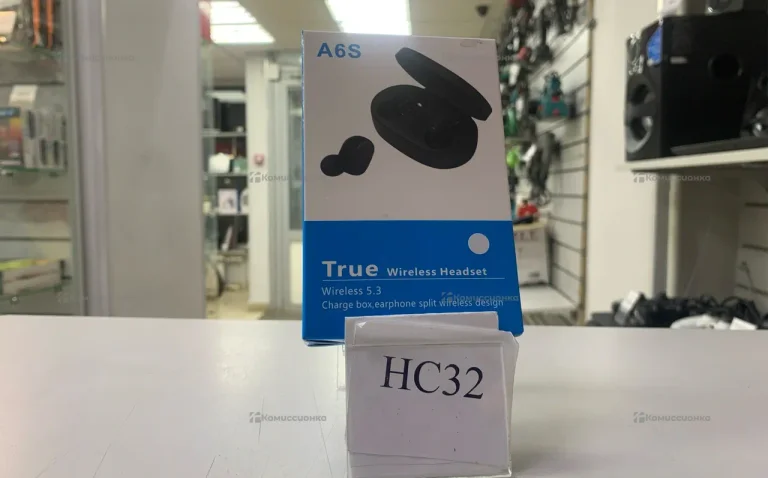 A6S
True Wireless Headset
Wireless 5.3
Charge box,earphone split wireless design
HC32
Комиссионка
Комиссионка
Комиссионка
Комиссионка
Комиссионка